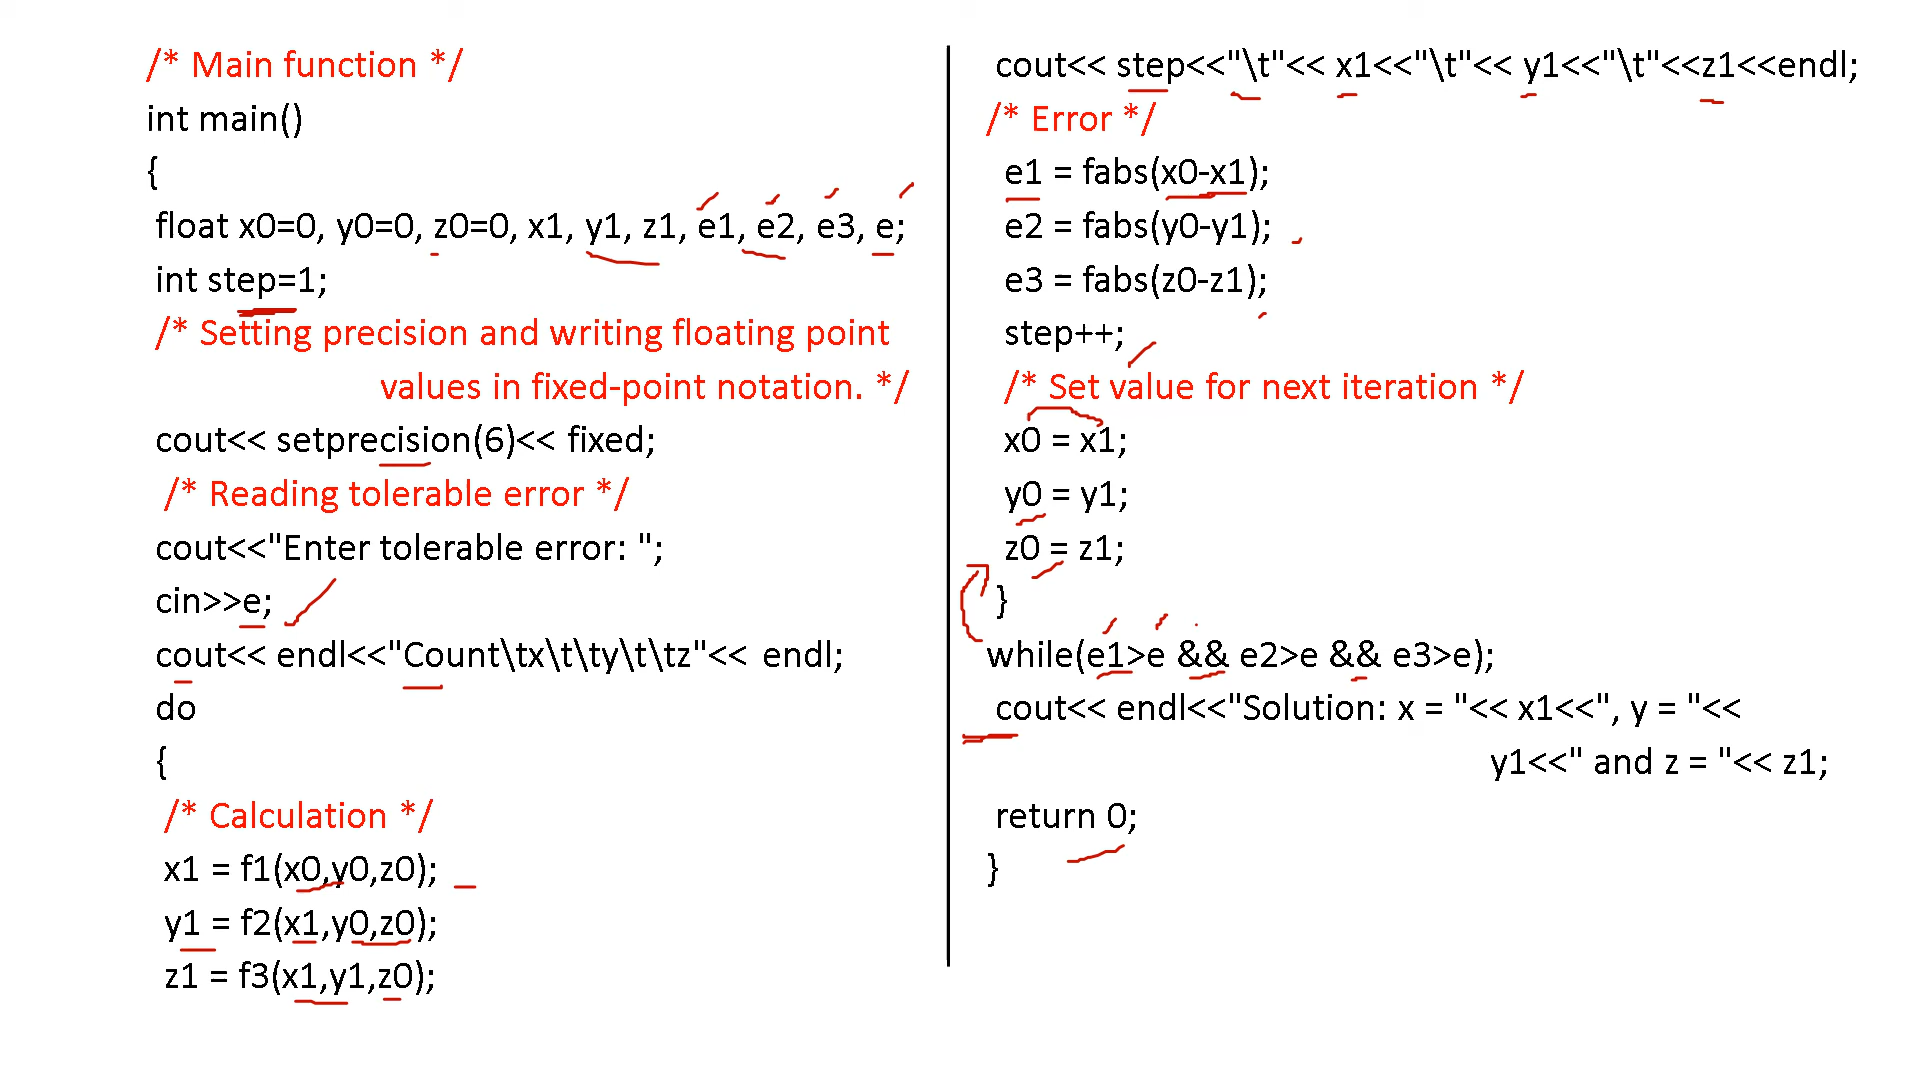 /* Main function */
int main()
{
float x0=0, y0=0, z0=0, x1, y1, z1, e1, e2, e3, e;
int step=1;
/* Setting precision and writing floating point
values in fixed-point notation. */
cout<< setprecision(6)<< fixed;
/* Reading tolerable error */
cout<<"Enter tolerable error: ";
cin>>e;
cout<< endl<<"Count\tx\t\ty\t\tz"<< endl;
do
{
/* Calculation */
x1 = f1(x0,y0,z0);
y1 = f2(x1,y0,z0);
z1 = f3(x1,y1,z0);
cout<< step<<"\t"<< x1<<"\t"<< y1<<"\t"<<z1<<endl;
/* Error */
e1 = fabs(x0-x1);
e2 = fabs(y0-y1);
e3 = fabs(z0-z1);
step++;
/* Set value for next iteration */
x0 = x1;
y0 = y1;
z0 = z1;
}
while(e1>e && e2>e && e3>e);
cout<< endl<<"Solution: x = "<< x1<<", y = "<<
y1<<" and z = "<< z1;
return 0;
}